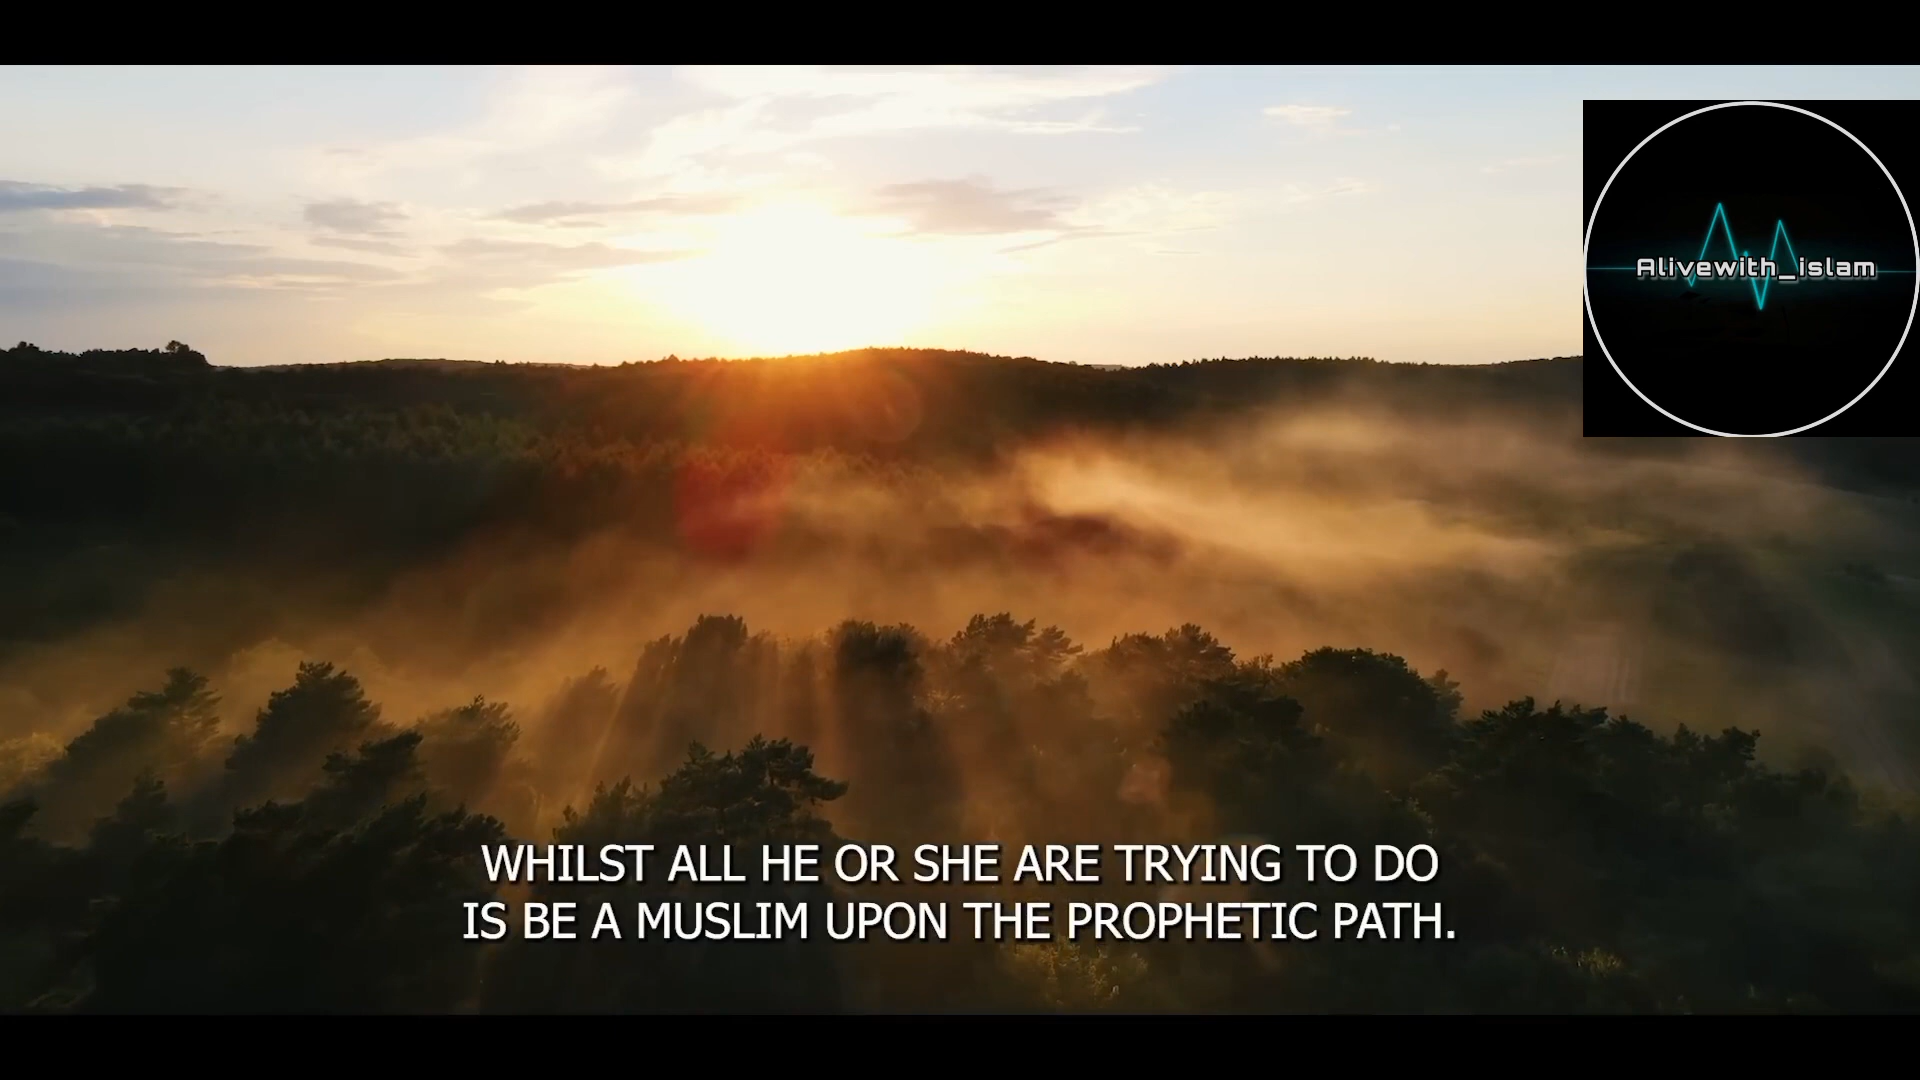 Alivewith_islam
WHILST ALL HE OR SHE ARE TRYING TO DO
IS BE A MUSLIM UPON THE PROPHETIC PATH.